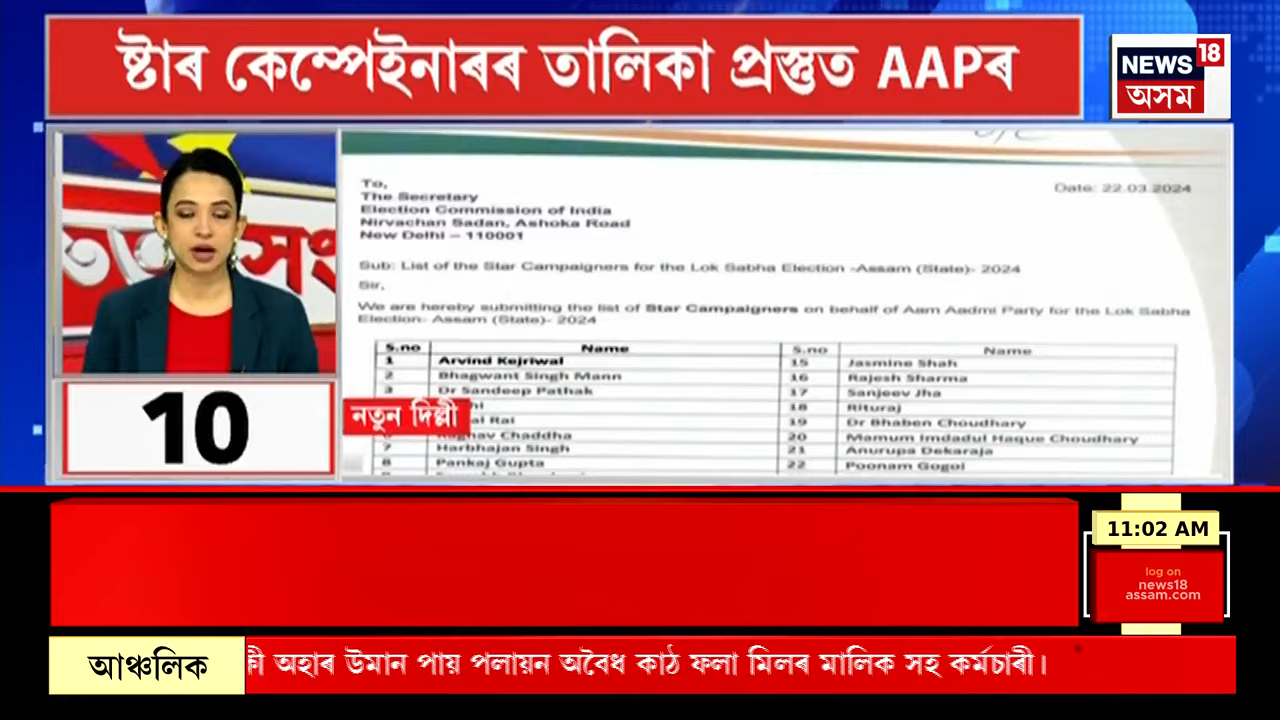 ষ্টাৰ কেম্পেইনাৰৰ তালিকা প্ৰস্তুত AAPৰ
NEWS 18
অসম
To,
The Secretary
Election Commission of India
Nirvachan Sadan, Ashoka Road
New Delhi – 110001
Date: 22.03.2024
Sub: List of the Star Campaigners for the Lok Sabha Election -Assam (State)- 2024
Sir,
We are hereby submitting the list of Star Campaigners on behalf of Aam Aadmi Party for the Lok Sabha
Election- Assam (State)- 2024
S.no Name S.no Name
1 Arvind Kejriwal 15 Jasmine Shah
2 Bhagwant Singh Mann 16 Rajesh Sharma
3 Dr Sandeep Pathak 17 Sanjeev Jha
18 Rituraj
Rai 19 Dr Bhaben Choudhary
Chaddha 20 Mamum Imdadul Haque Choudhary
7 Harbhajan Singh 21 Anurupa Dekaraja
8 Pankaj Gupta 22 Poonam Gogoi
নতুন দিল্লী
10
11:02 AM
log on
news18
assam.com
আঞ্চলিক
অহাৰ উমান পায় পলায়ন অবৈধ কাঠ ফলা মিলৰ মালিক সহ কৰ্মচাৰী।